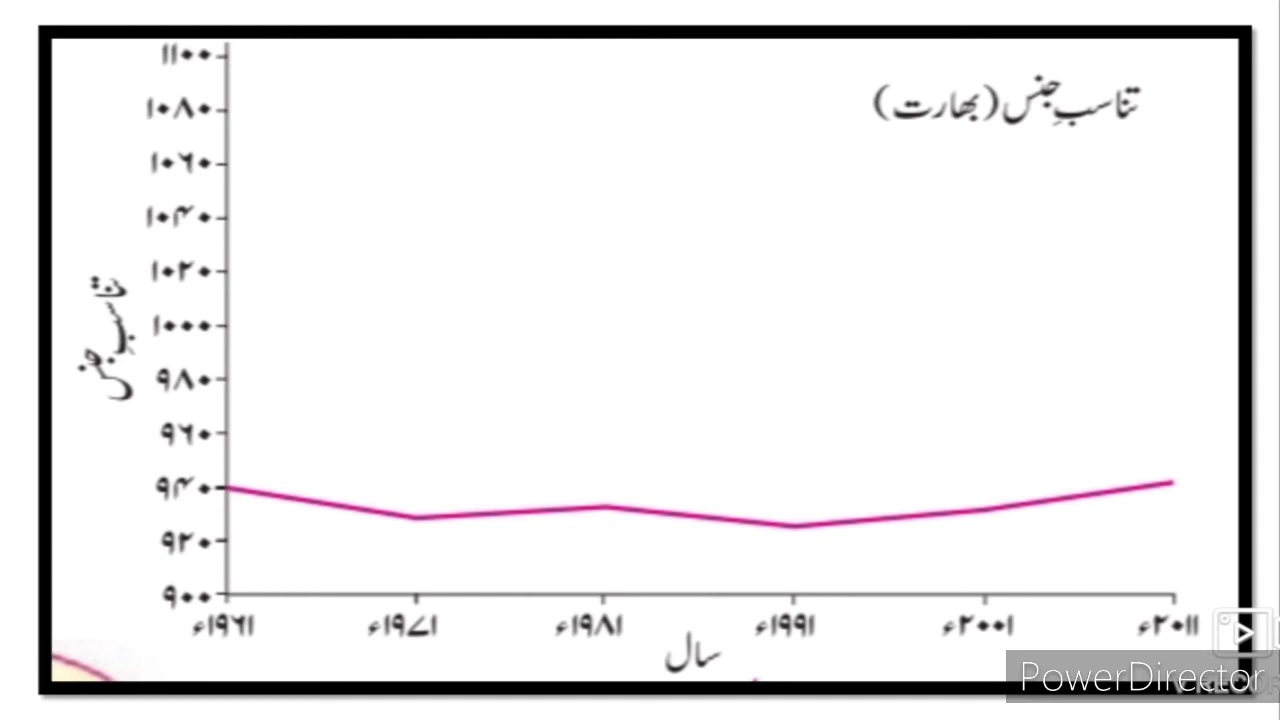 تناسبِ جنس (بھارت)
۱۱۰۰
۱۰۸۰
۱۰۶۰
۱۰۴۰
۱۰۲۰
۱۰۰۰
۹۸۰
۹۶۰
۹۴۰
۹۲۰
۹۰۰
تناسبِ جنس
۱۹۶۱ء ۱۹۷۱ء ۱۹۸۱ء ۱۹۹۱ء ۲۰۰۱ء ۲۰۱۱ء
سال
PowerDirector